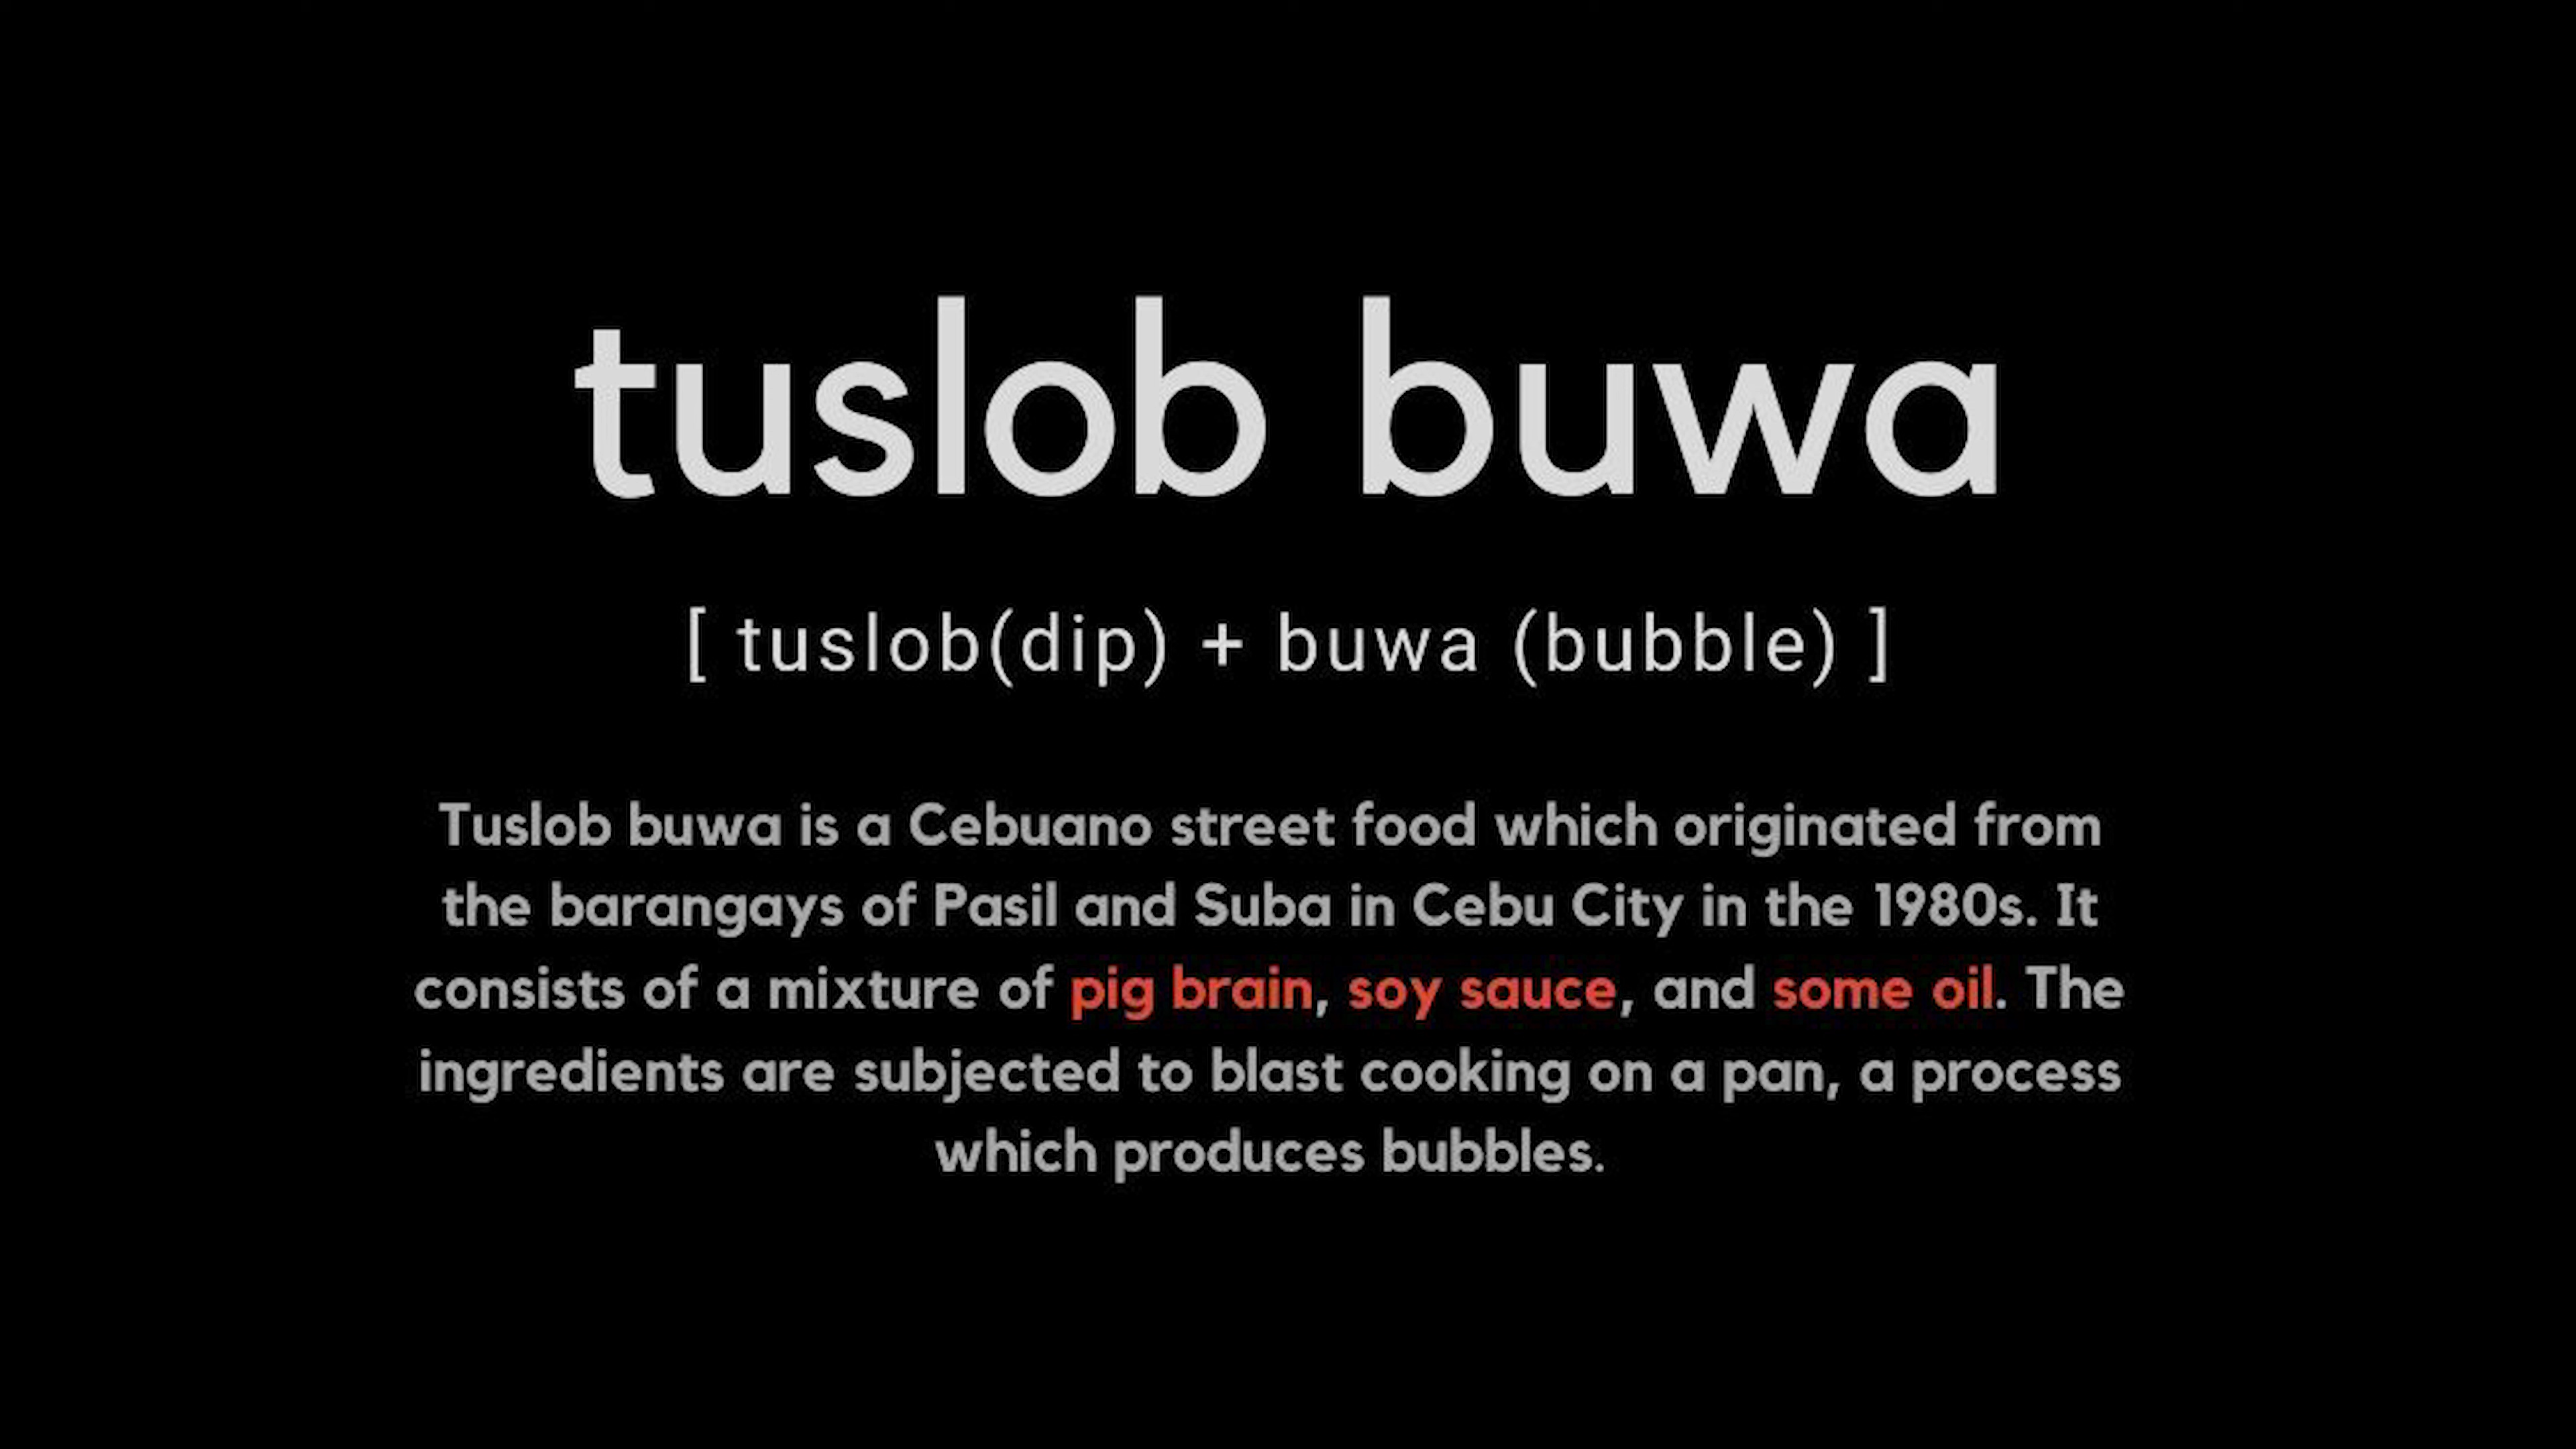 tuslob buwa
[ tuslob(dip) + buwa (bubble) ]
Tuslob buwa is a Cebuano street food which originated from
the barangays of Pasil and Suba in Cebu City in the 1980s. It
consists of a mixture of pig brain, soy sauce, and some oil. The
ingredients are subjected to blast cooking on a pan, a process
which produces bubbles.